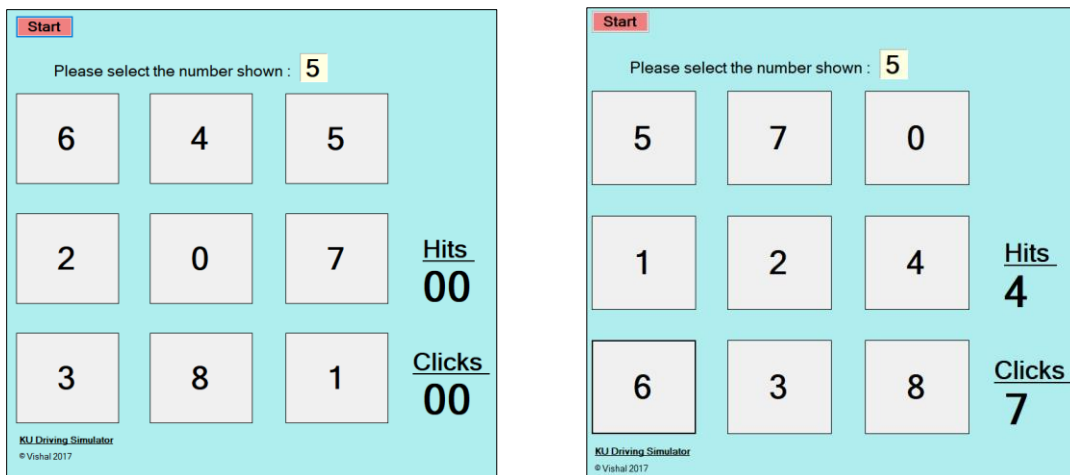 Start
Please select the number shown : 5
6 4 5
2 0 7
Hits
00
3 8 1
Clicks
00
KU Driving Simulator
© Vishal 2017
Start
Please select the number shown : 5
5 7 0
1 2 4
Hits
4
6 3 8
Clicks
7
KU Driving Simulator
© Vishal 2017